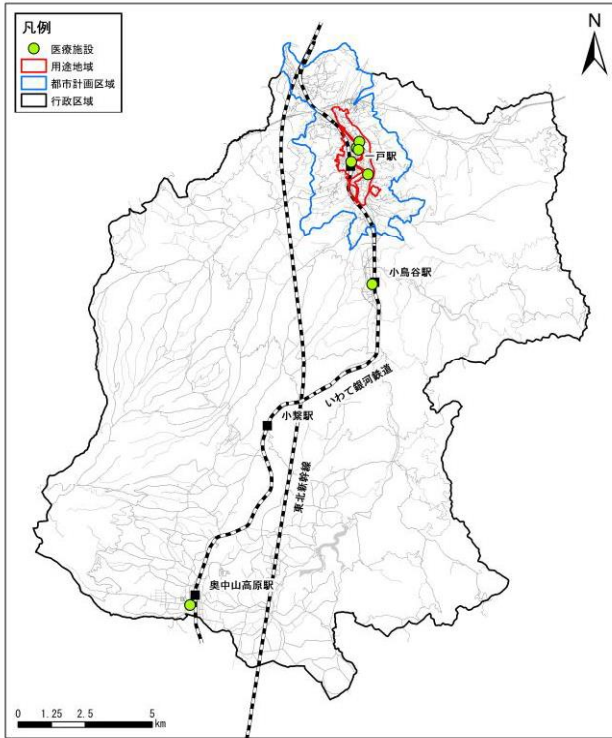 凡例
医療施設
用途地域
都市計画区域
行政区域
N
一戸駅
小鳥谷駅
いわて銀河鉄道
小繋駅
東北新幹線
奥中山高原駅
0 1.25 2.5 5
km